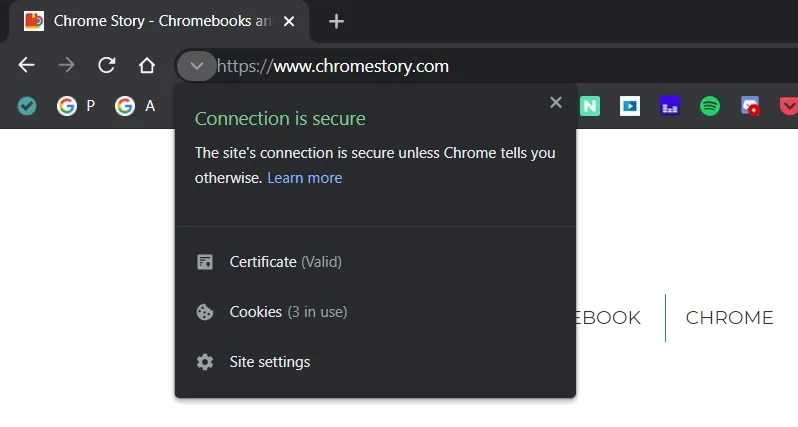 Chrome Story - Chromebooks an
https://www.chromestory.com
P
A
Connection is secure
The site's connection is secure unless Chrome tells you
otherwise. Learn more
Certificate (Valid)
Cookies (3 in use)
Site settings
EBOOK
CHROME